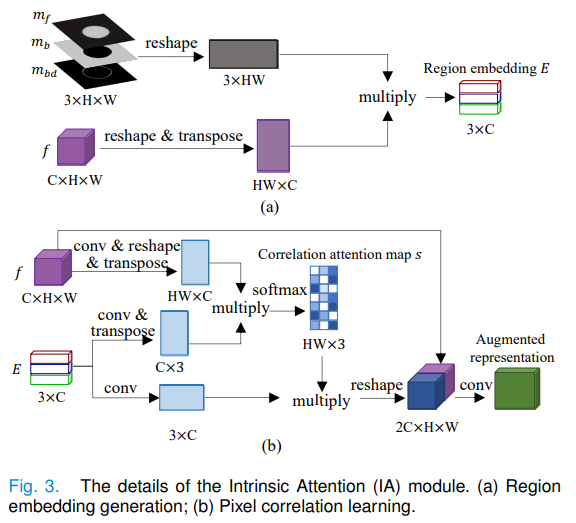 m_f
m_b
m_bd
3×H×W
reshape
3×HW
multiply
Region embedding E
3×C
f
C×H×W
reshape & transpose
HW×C
(a)
f
C×H×W
conv & reshape
& transpose
HW×C
multiply
softmax
Correlation attention map s
HW×3
conv &
transpose
C×3
E
3×C
conv
3×C
multiply
reshape
2C×H×W
conv
Augmented
representation
(b)
Fig. 3. The details of the Intrinsic Attention (IA) module. (a) Region
embedding generation; (b) Pixel correlation learning.